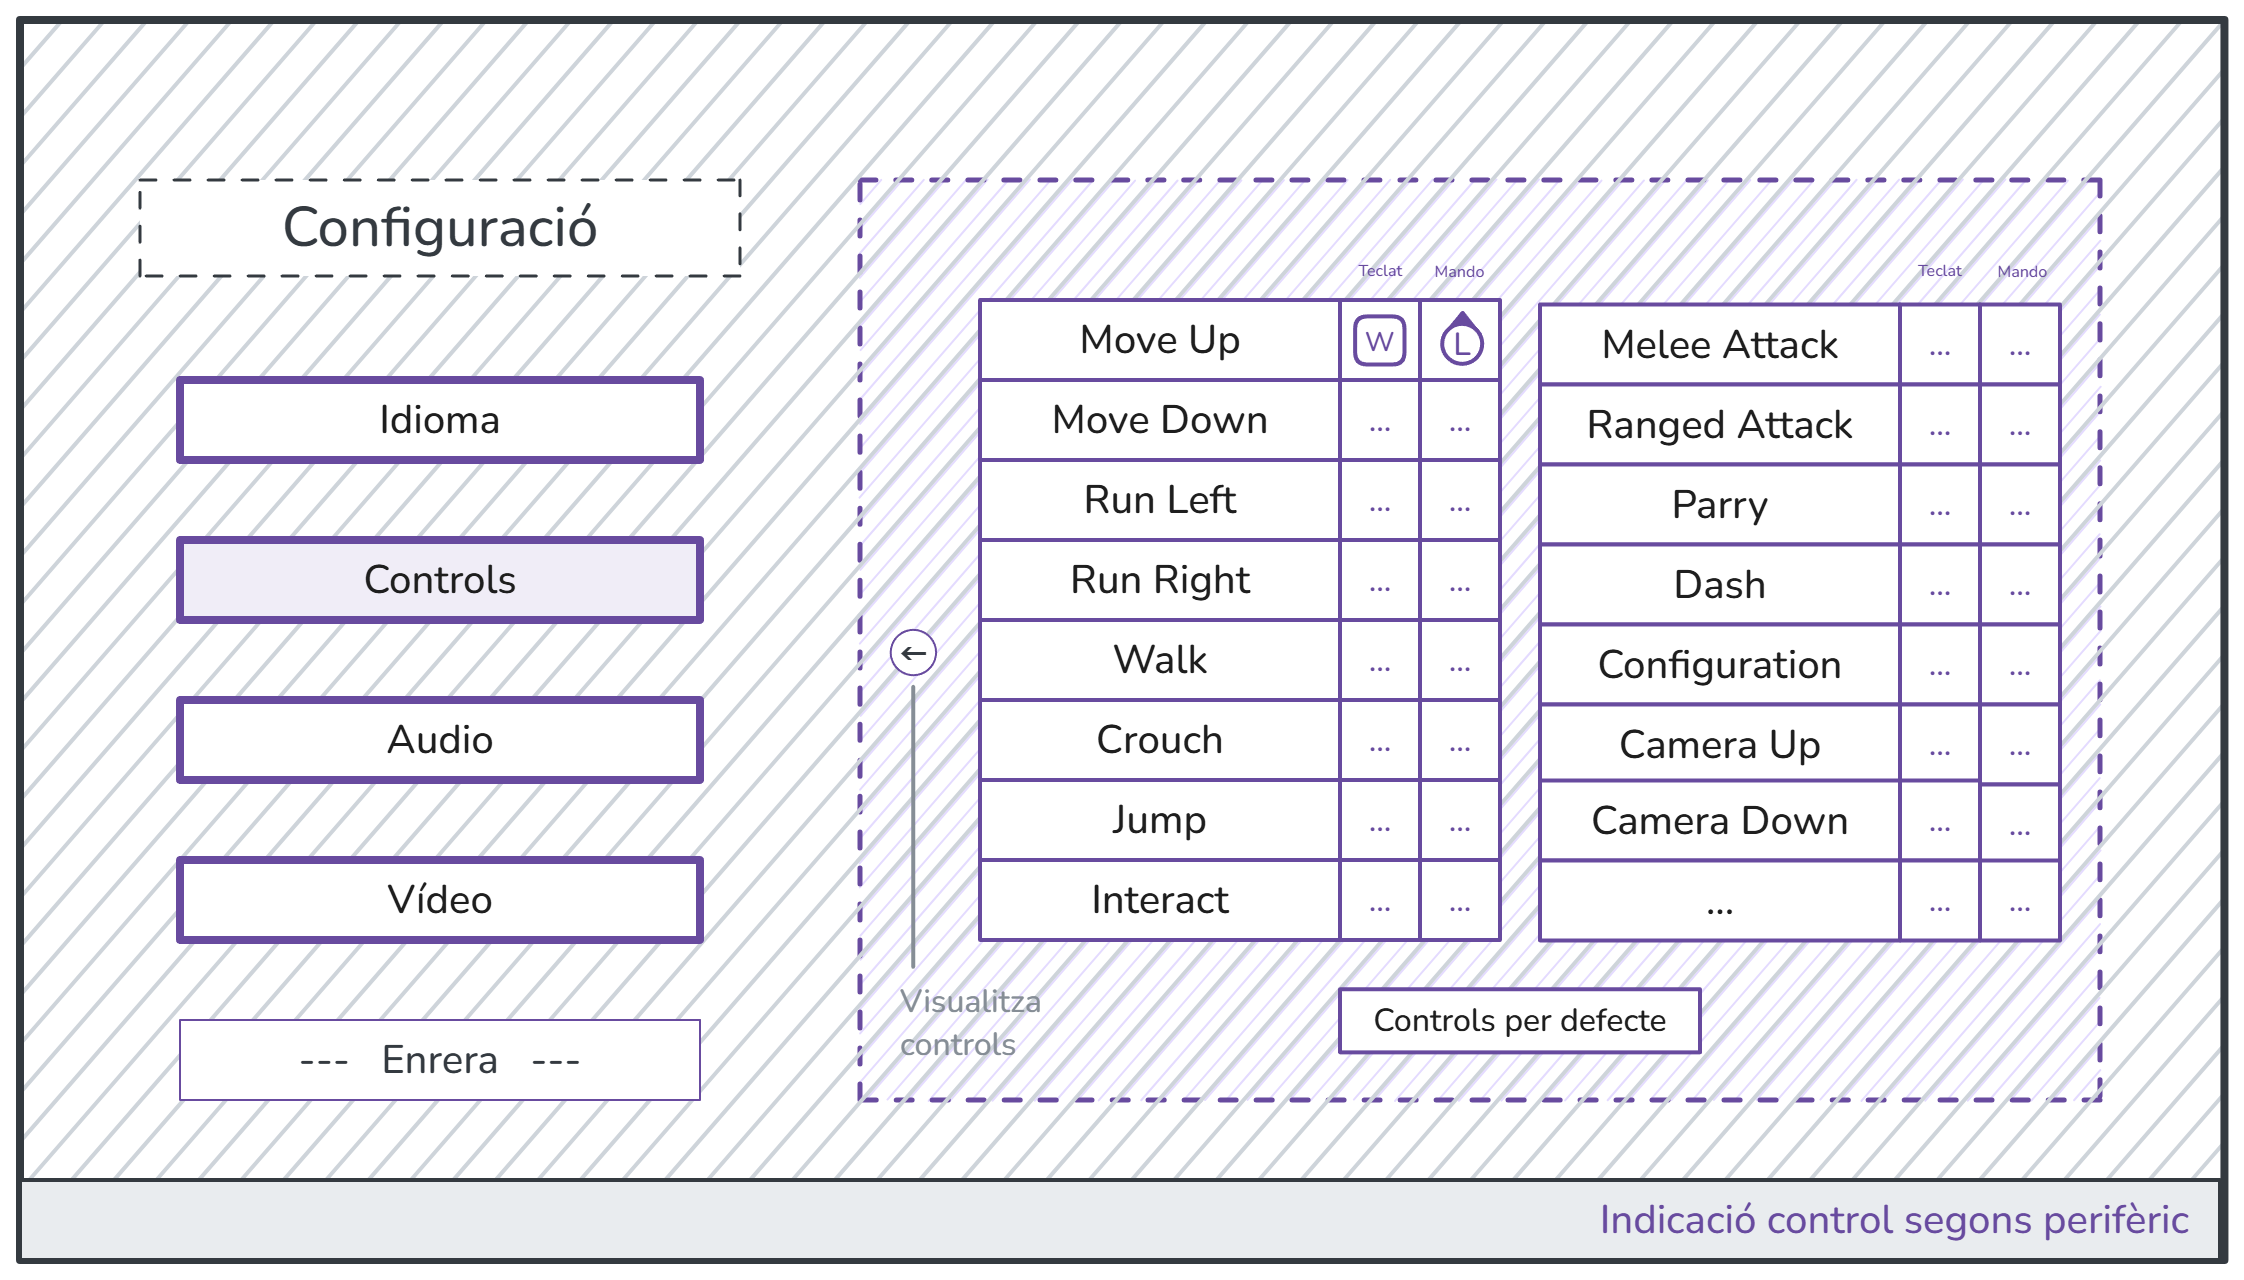 Configuració
Idioma
Controls
Audio
Vídeo
--- Enrera ---
Teclat Mando
Move Up W L
Move Down ... ...
Run Left ... ...
Run Right ... ...
Walk ... ...
Crouch ... ...
Jump ... ...
Interact ... ...
Teclat Mando
Melee Attack ... ...
Ranged Attack ... ...
Parry ... ...
Dash ... ...
Configuration ... ...
Camera Up ... ...
Camera Down ... ...
... ... ...
Visualitza
controls
Controls per defecte
Indicació control segons perifèric